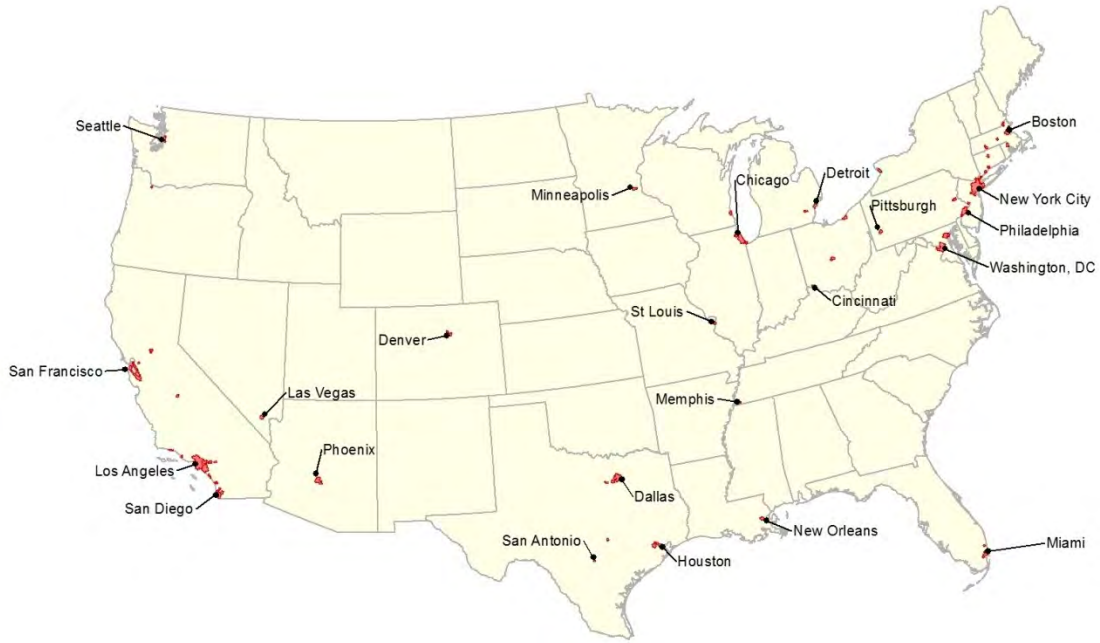 Seattle
Boston
Minneapolis
Chicago
Detroit
New York City
Pittsburgh
Philadelphia
Washington, DC
Cincinnati
St Louis
Denver
San Francisco
Las Vegas
Memphis
Phoenix
Los Angeles
Dallas
San Diego
New Orleans
San Antonio
Miami
Houston